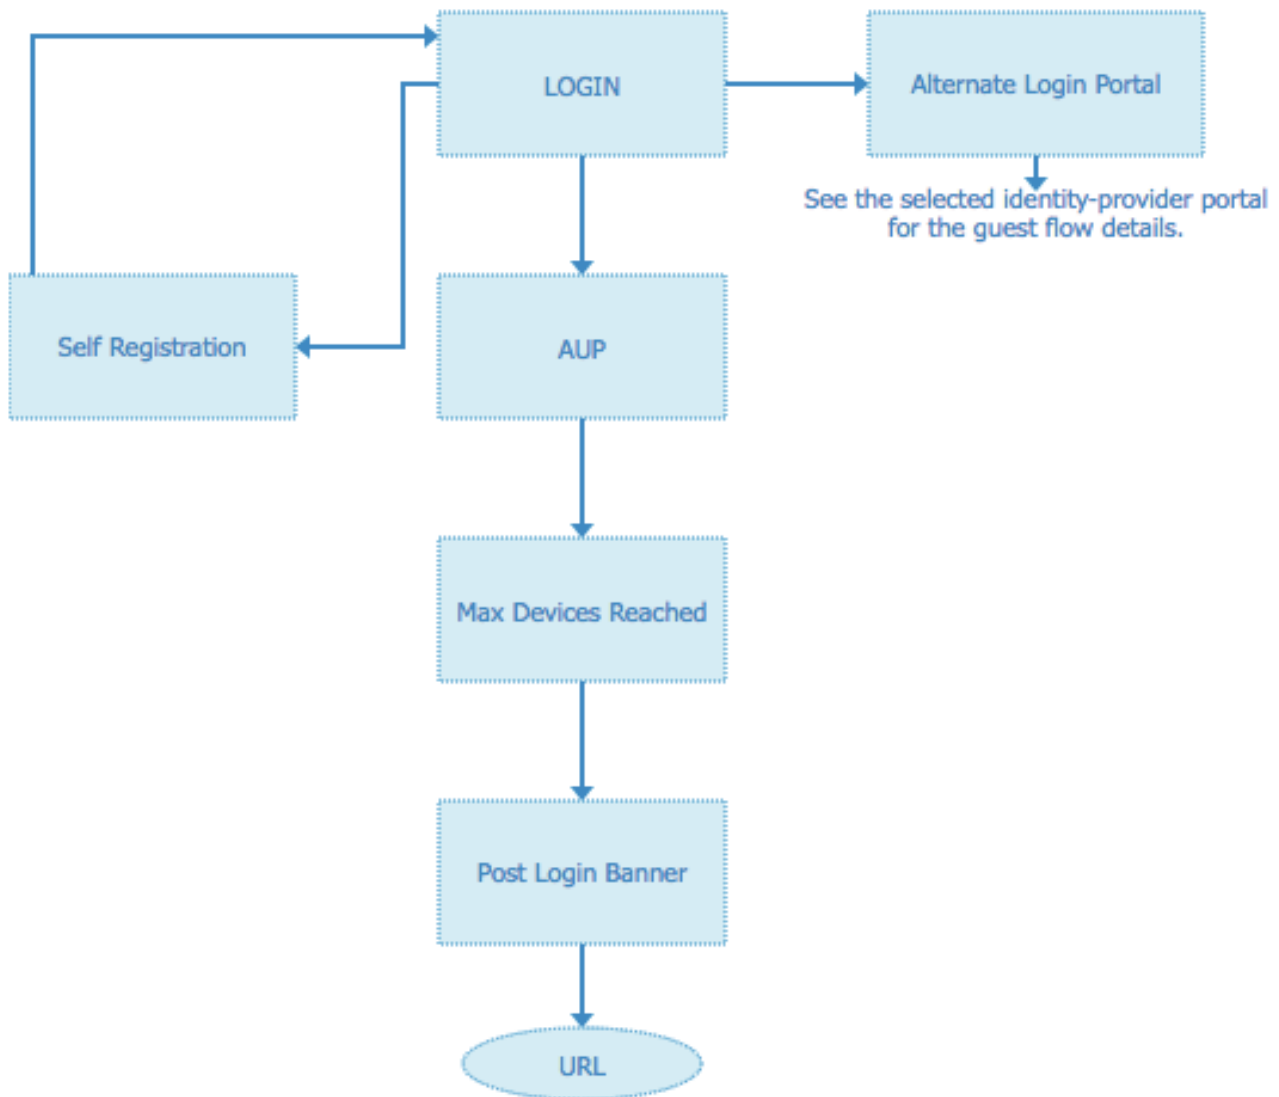 LOGIN
Alternate Login Portal
See the selected identity-provider portal
for the guest flow details.
Self Registration
AUP
Max Devices Reached
Post Login Banner
URL